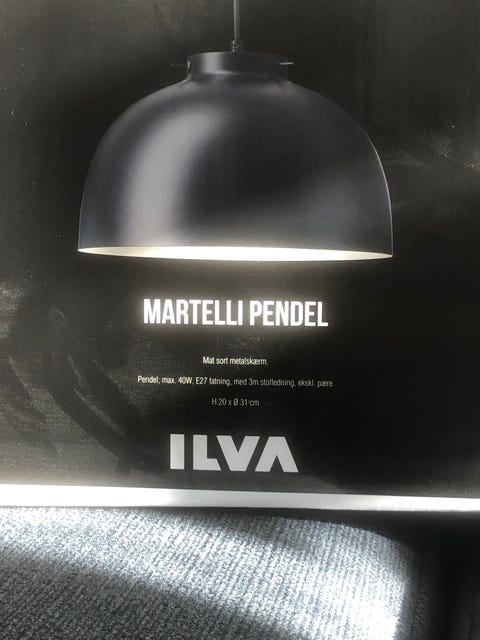 MARTELLI PENDEL
Mat sort metalskærm.
Pendel, max. 40W, E27 fatning, med 3m stofledning, ekskl. pære.
H 20 x Ø 31 cm
ILVA